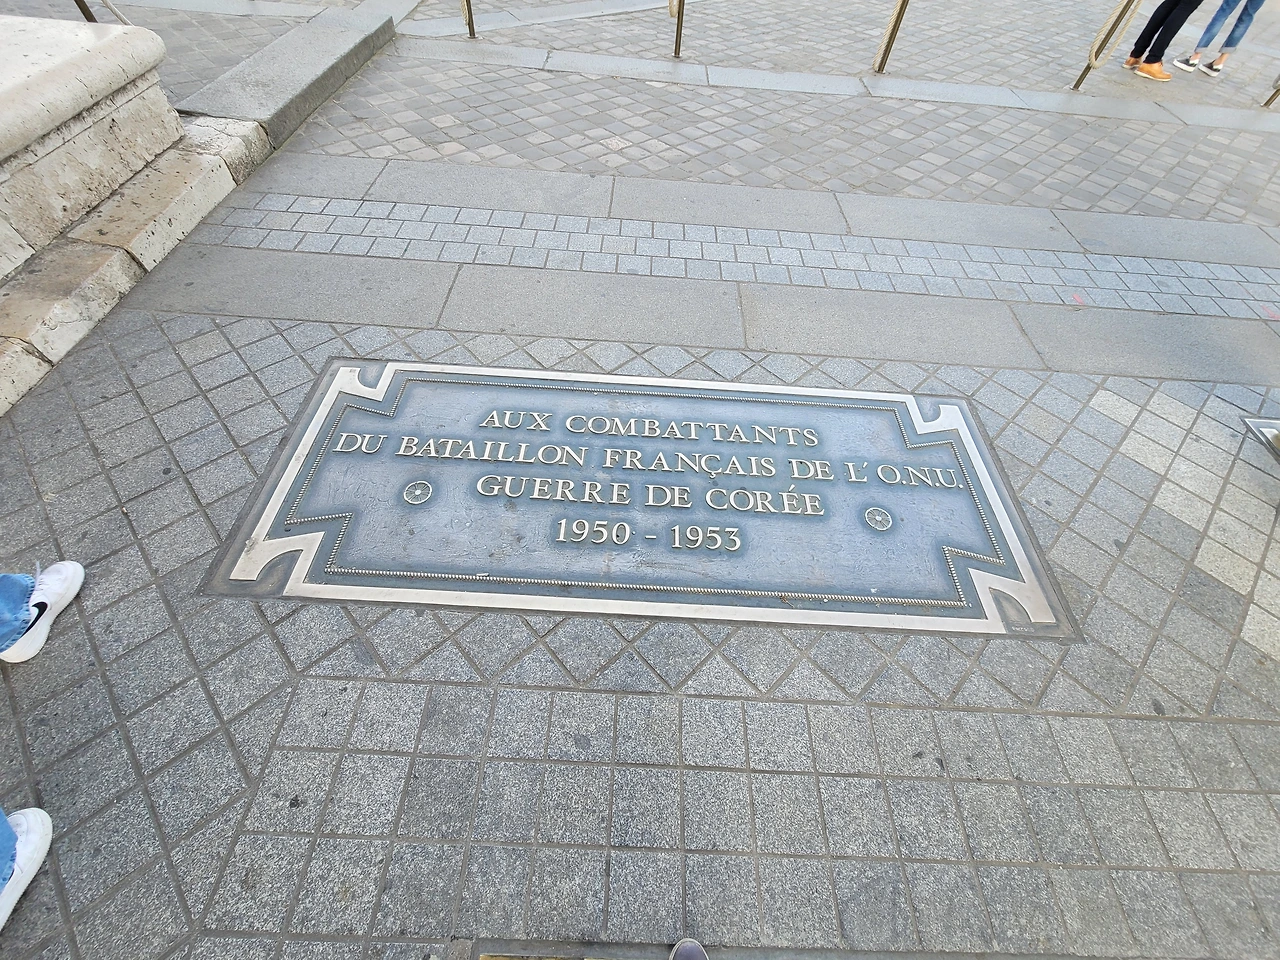 AUX COMBATTANTS
DU BATAILLON FRANÇAIS DE L'O.N.U.
GUERRE DE CORÉE
1950 - 1953